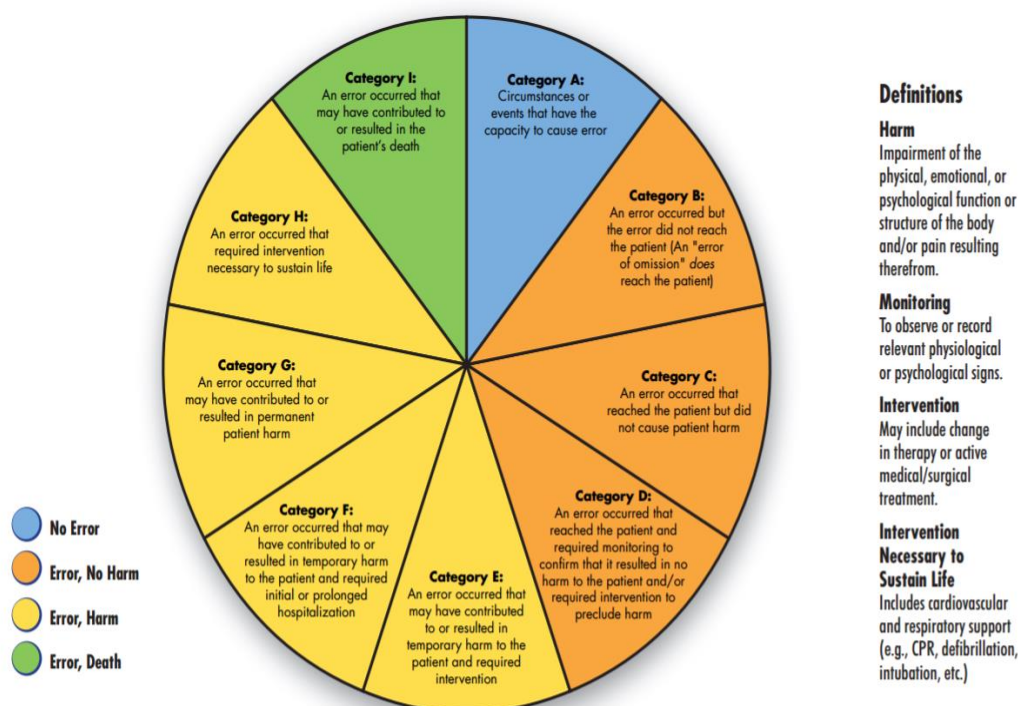 Category I:
An error occurred that
may have contributed to
or resulted in the
patient's death
Category A:
Circumstances or
events that have the
capacity to cause error
Category B:
An error occurred but
the error did not reach
the patient (An "error
of omission" does
reach the patient)
Category C:
An error occurred that
reached the patient but did
not cause patient harm
Category D:
An error occurred that
reached the patient and
required monitoring to
confirm that it resulted in no
harm to the patient and/or
required intervention to
preclude harm
Category E:
An error occurred that
may have contributed
to or resulted in
temporary harm to the
patient and required
intervention
Category F:
An error occurred that may
have contributed to or
resulted in temporary harm
to the patient and required
initial or prolonged
hospitalization
Category G:
An error occurred that
may have contributed to or
resulted in permanent
patient harm
Category H:
An error occurred that
required intervention
necessary to sustain life
No Error
Error, No Harm
Error, Harm
Error, Death
Definitions
Harm
Impairment of the
physical, emotional, or
psychological function or
structure of the body
and/or pain resulting
therefrom.
Monitoring
To observe or record
relevant physiological
or psychological signs.
Intervention
May include change
in therapy or active
medical/surgical
treatment.
Intervention
Necessary to
Sustain Life
Includes cardiovascular
and respiratory support
(e.g., CPR, defibrillation,
intubation, etc.)